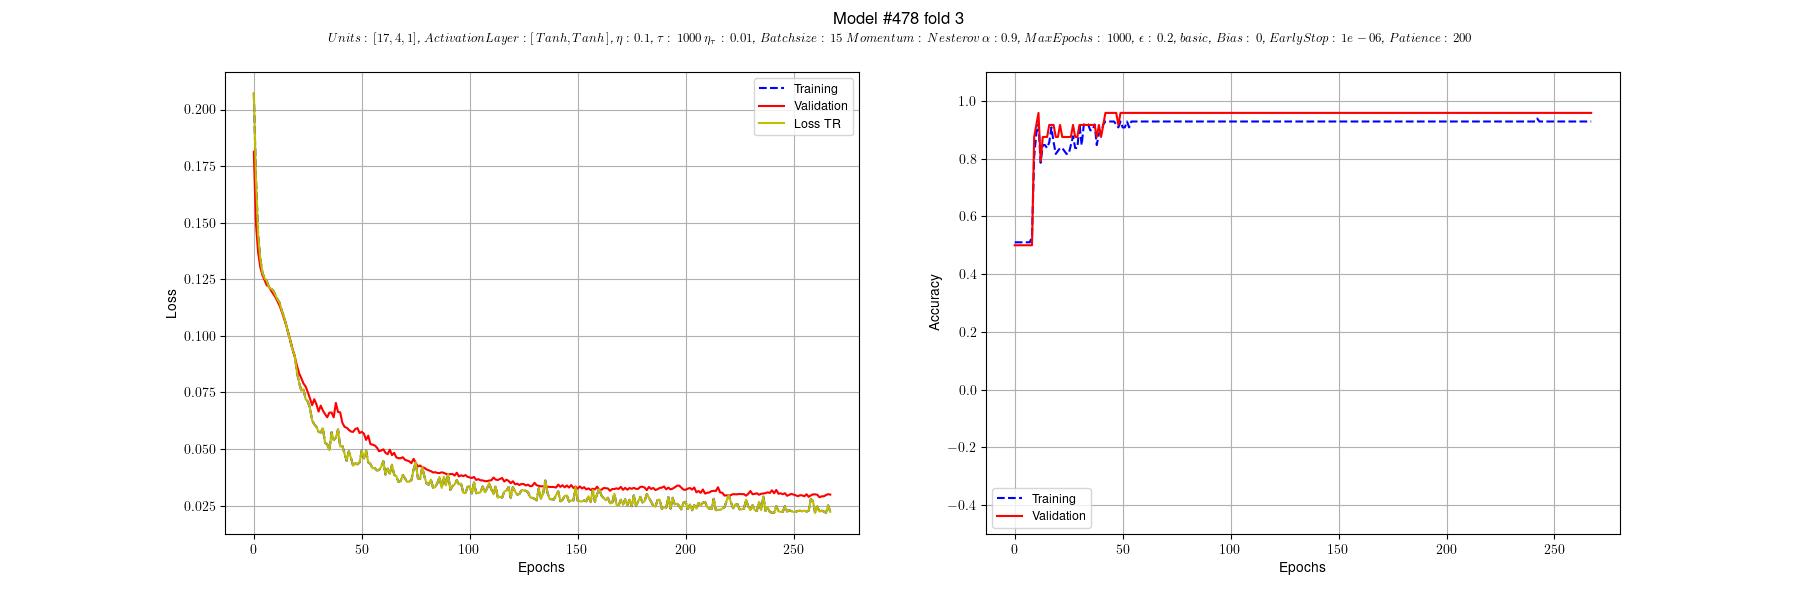 Model #478 fold 3
Units : [17, 4, 1], ActivationLayer : [Tanh, Tanh], η : 0.1, τ : 1000 ητ : 0.01, Batchsize : 15 Momentum : Nesterov α : 0.9, MaxEpochs : 1000, ϵ : 0.2, basic, Bias : 0, EarlyStop : 1e − 06, Patience : 200
Training
Validation
Loss TR
0.200
0.175
0.150
0.125
0.100
0.075
0.050
0.025
Loss
0 50 100 150 200 250
Epochs
1.0
0.8
0.6
0.4
0.2
0.0
−0.2
−0.4
Accuracy
Training
Validation
0 50 100 150 200 250
Epochs